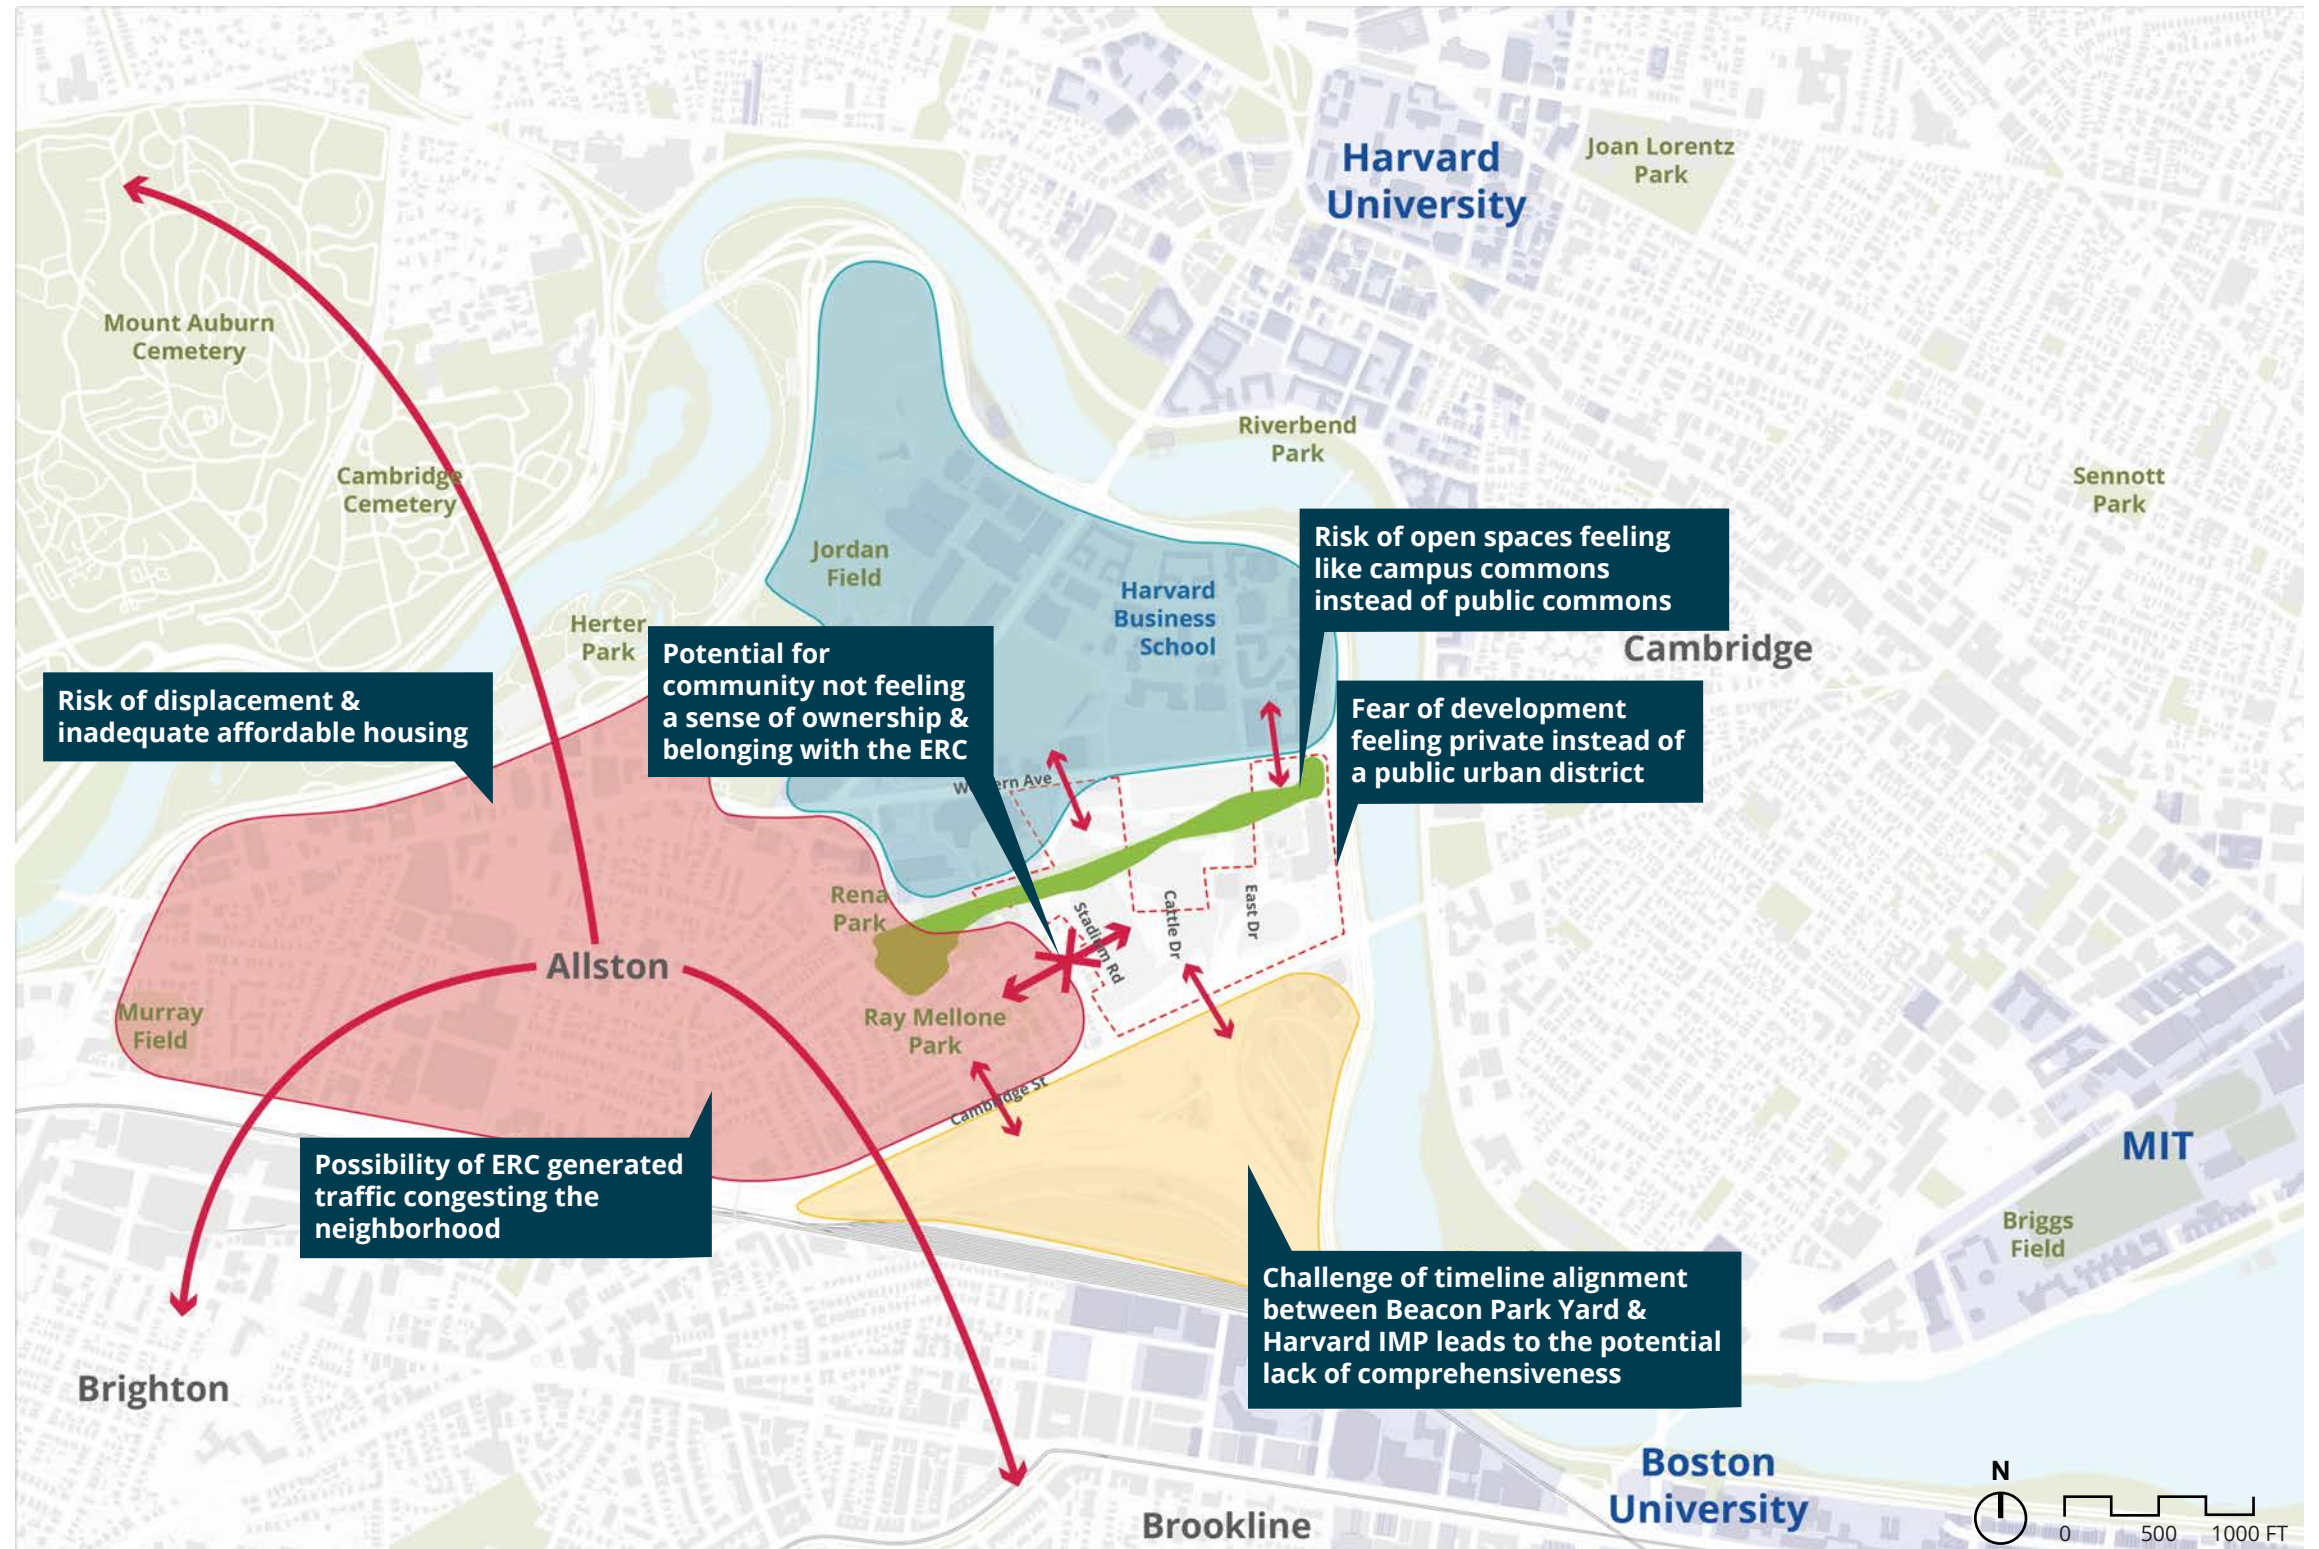 Harvard
University
Joan Lorentz
Park
Mount Auburn
Cemetery
Cambridge
Cemetery
Riverbend
Park
Sennott
Park
Jordan
Field
Harvard
Business
School
Herter
Park
Risk of open spaces feeling
like campus commons
instead of public commons
Cambridge
Potential for
community not feeling
a sense of ownership &
belonging with the ERC
Risk of displacement &
inadequate affordable housing
Fear of development
feeling private instead of
a public urban district
Ave
Rena
Park
Stadium Rd
Cattle Dr
East Dr
Allston
Murray
Field
Ray Mellone
Park
Cambridge St
Possibility of ERC generated
traffic congesting the
neighborhood
MIT
Briggs
Field
Challenge of timeline alignment
between Beacon Park Yard &
Harvard IMP leads to the potential
lack of comprehensiveness
Brighton
Brookline
Boston
University
N
0 500 1000 FT